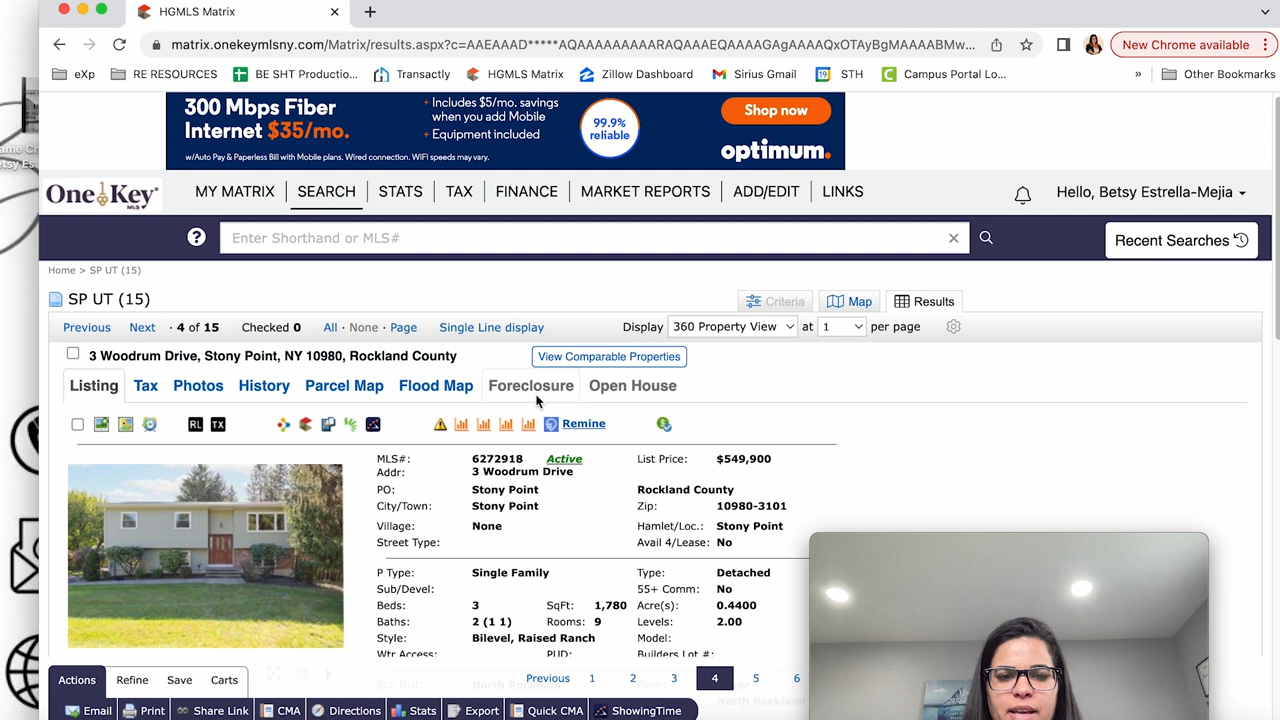 HGMLS Matrix
matrix.onekeymlsny.com/Matrix/results.aspx?c=AAEAAAD*****AQAAAAAAAAARAQAAAEQAAAAGAgAAAAQxOTAyBgMAAAABMw...
New Chrome available
eXp RE RESOURCES BE SHT Productio... Transactly HGMLS Matrix Zillow Dashboard Sirius Gmail STH Campus Portal Lo... » Other Bookmarks
300 Mbps Fiber
Internet $35/mo.
w/Auto Pay & Paperless Bill with Mobile plans. Wired connection. WiFi speeds may vary.
+ Includes $5/mo. savings
when you add Mobile
+ Equipment included
99.9%
reliable
Shop now
optimum.
OneKey
MLS
MY MATRIX SEARCH STATS TAX FINANCE MARKET REPORTS ADD/EDIT LINKS
Hello, Betsy Estrella-Mejia
? Enter Shorthand or MLS# Recent Searches
Home > SP UT (15)
SP UT (15)
Criteria Map Results
Previous Next · 4 of 15 Checked 0 All · None · Page Single Line display Display 360 Property View at 1 per page
3 Woodrum Drive, Stony Point, NY 10980, Rockland County View Comparable Properties
Listing Tax Photos History Parcel Map Flood Map Foreclosure Open House
RL TX Remine
MLS#: 6272918 Active List Price: $549,900
Addr: 3 Woodrum Drive
PO: Stony Point Rockland County
City/Town: Stony Point Zip: 10980-3101
Village: None Hamlet/Loc.: Stony Point
Street Type: Avail 4/Lease: No
P Type: Single Family Type: Detached
Sub/Devel: 55+ Comm: No
Beds: 3 SqFt: 1,780 Acre(s): 0.4400
Baths: 2 (1 1) Rooms: 9 Levels: 2.00
Style: Bilevel, Raised Ranch Model:
Wtr Access: PUD: Builders Lot #:
Actions Refine Save Carts
Previous 1 2 3 4 5 6
Email Print Share Link CMA Directions Stats Export Quick CMA ShowingTime